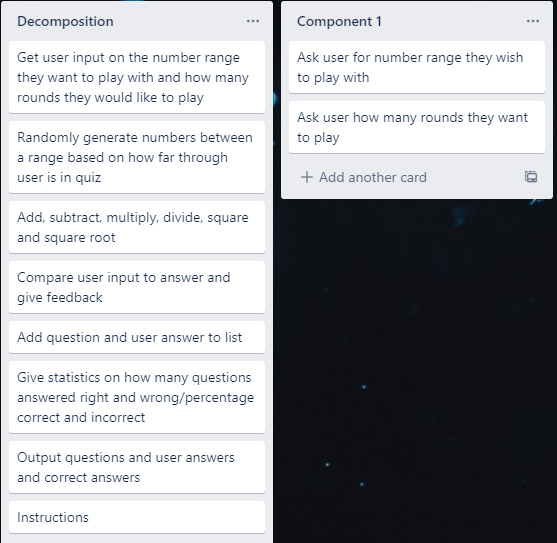 Decomposition
Get user input on the number range
they want to play with and how many
rounds they would like to play
Randomly generate numbers between
a range based on how far through
user is in quiz
Add, subtract, multiply, divide, square
and square root
Compare user input to answer and
give feedback
Add question and user answer to list
Give statistics on how many questions
answered right and wrong/percentage
correct and incorrect
Output questions and user answers
and correct answers
Instructions
Component 1
Ask user for number range they wish
to play with
Ask user how many rounds they want
to play
+ Add another card